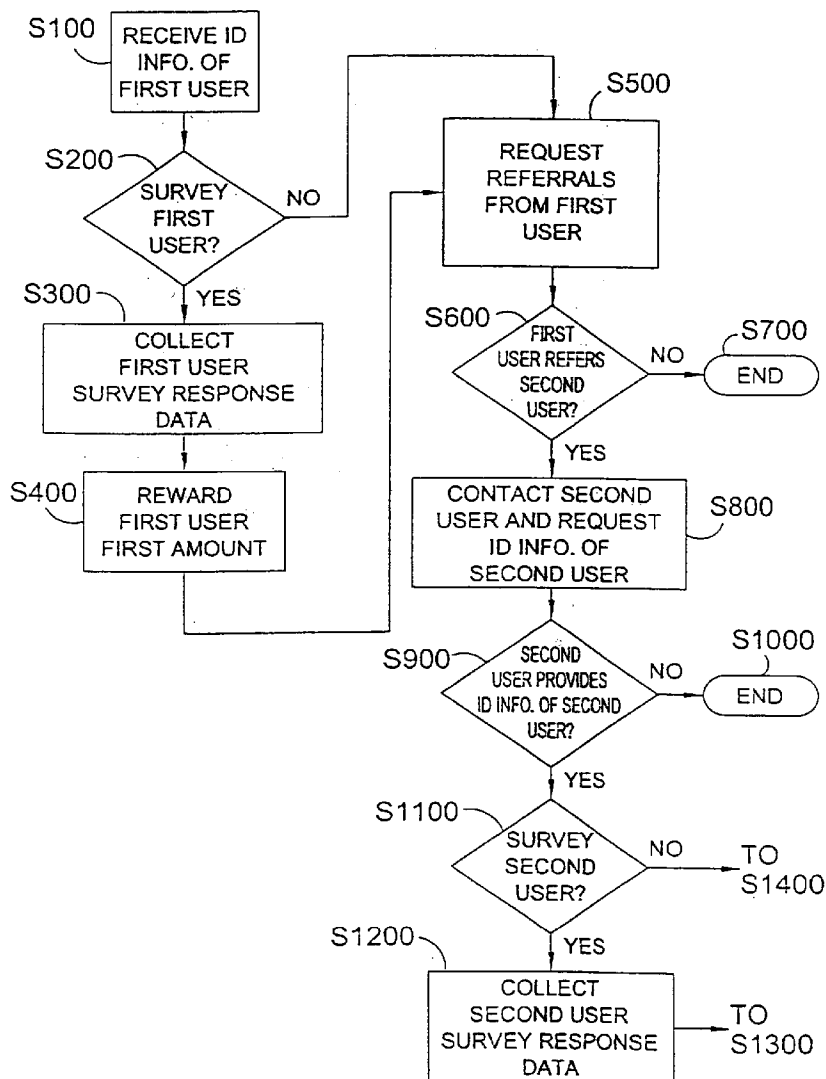 S100
RECEIVE ID
INFO. OF
FIRST USER
S200
SURVEY
FIRST
USER?
NO
YES
S300
COLLECT
FIRST USER
SURVEY RESPONSE
DATA
S400
REWARD
FIRST USER
FIRST AMOUNT
S500
REQUEST
REFERRALS
FROM FIRST
USER
S600
FIRST
USER REFERS
SECOND
USER?
NO
S700
END
YES
CONTACT SECOND
USER AND REQUEST
ID INFO. OF
SECOND USER
S800
S900
SECOND
USER PROVIDES
ID INFO. OF SECOND
USER?
NO
S1000
END
YES
S1100
SURVEY
SECOND
USER?
NO
TO
S1400
YES
S1200
COLLECT
SECOND USER
SURVEY RESPONSE
DATA
TO
S1300